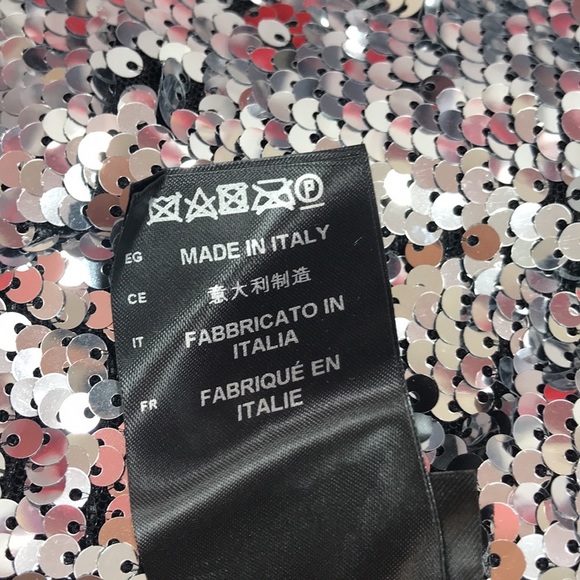 P
EG MADE IN ITALY
CE 意大利制造
IT FABBRICATO IN
ITALIA
FR FABRIQUÉ EN
ITALIE